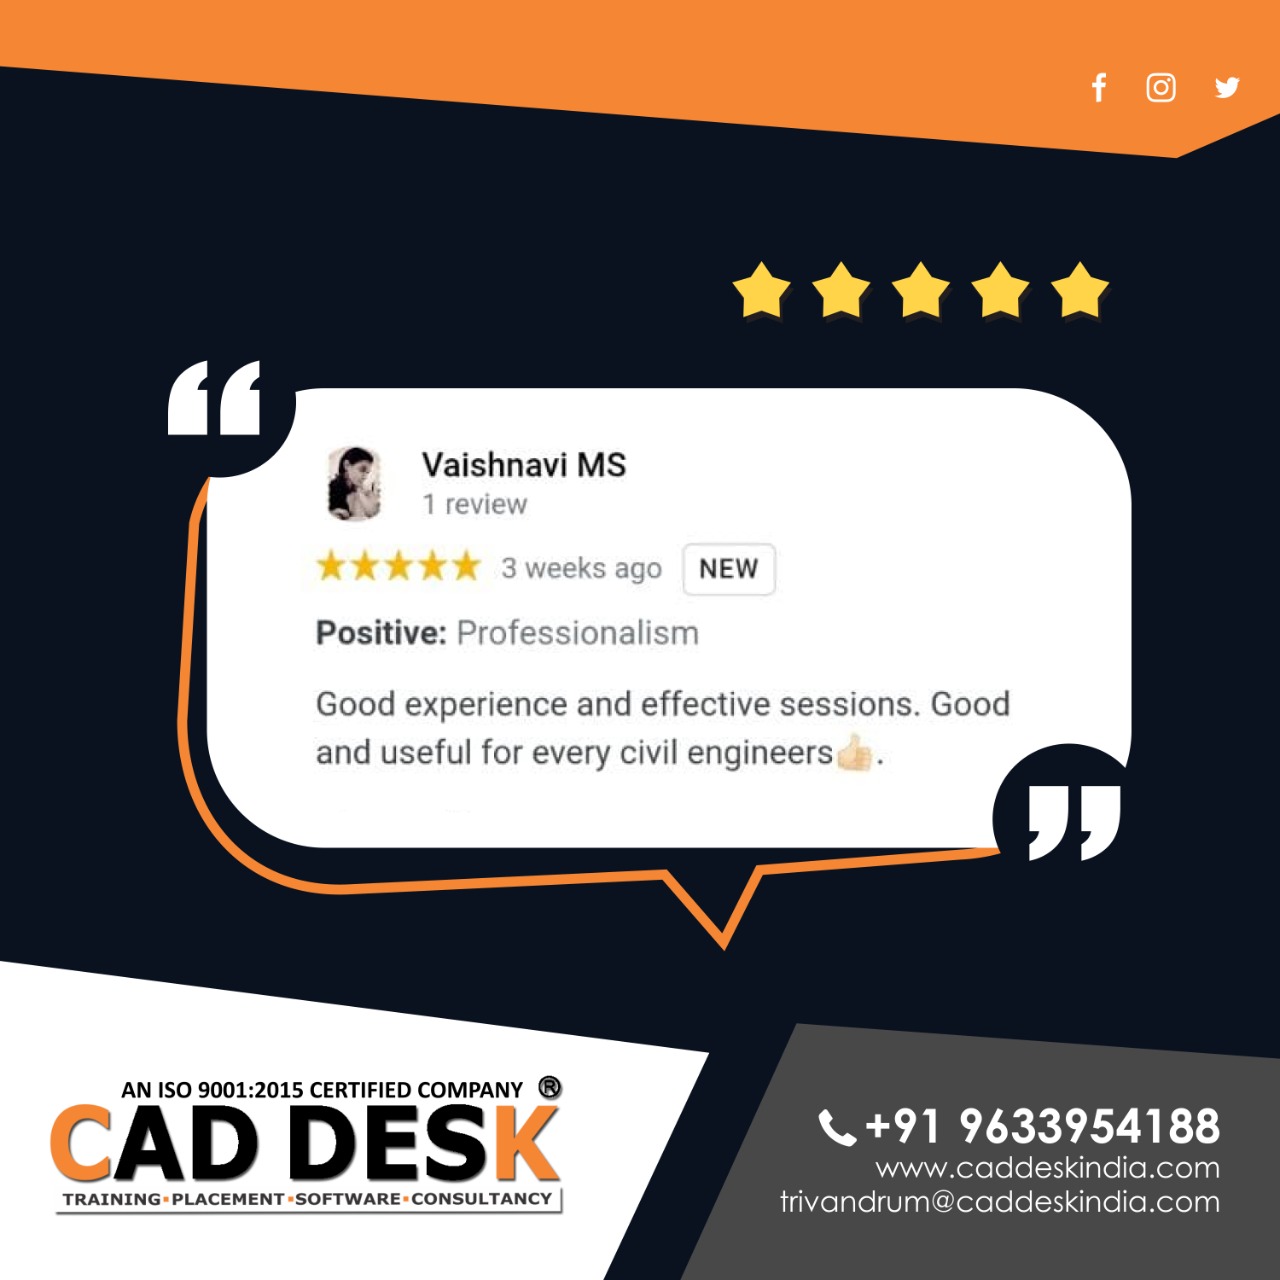 “
Vaishnavi MS
1 review
★★★★★ 3 weeks ago NEW
Positive: Professionalism
Good experience and effective sessions. Good
and useful for every civil engineers👍🏻.
”
AN ISO 9001:2015 CERTIFIED COMPANY ®
CAD DESK
TRAINING▪PLACEMENT▪SOFTWARE▪CONSULTANCY
+91 9633954188
www.caddeskindia.com
trivandrum@caddeskindia.com